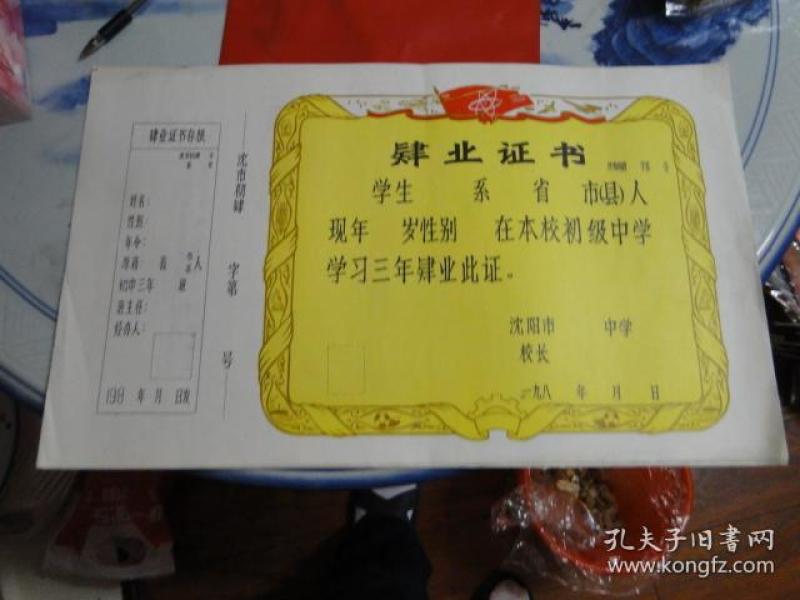 肄业证书存根
姓名：
性别：
年令：
原籍： 省 市县 人
初中三年 班
班主任：
经办人：
198 年 月 日发
沈市初肄 字第 号
肄业证书
学生 系 省 市(县)人
现年 岁性别 在本校初级中学
学习三年肄业此证。
沈阳市 中学
校长
一九八 年 月 日
孔夫子旧书网
www.kongfz.com